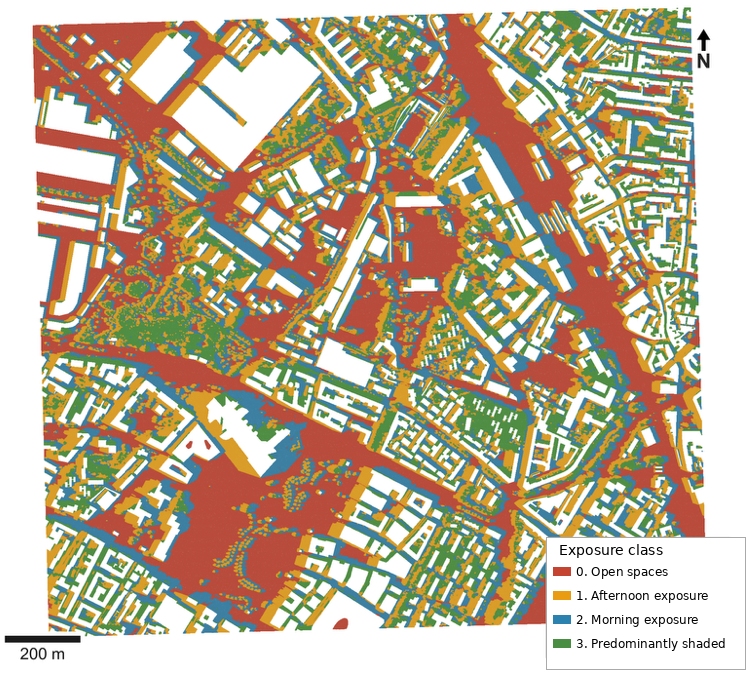 N
Exposure class
0. Open spaces
1. Afternoon exposure
2. Morning exposure
3. Predominantly shaded
200 m